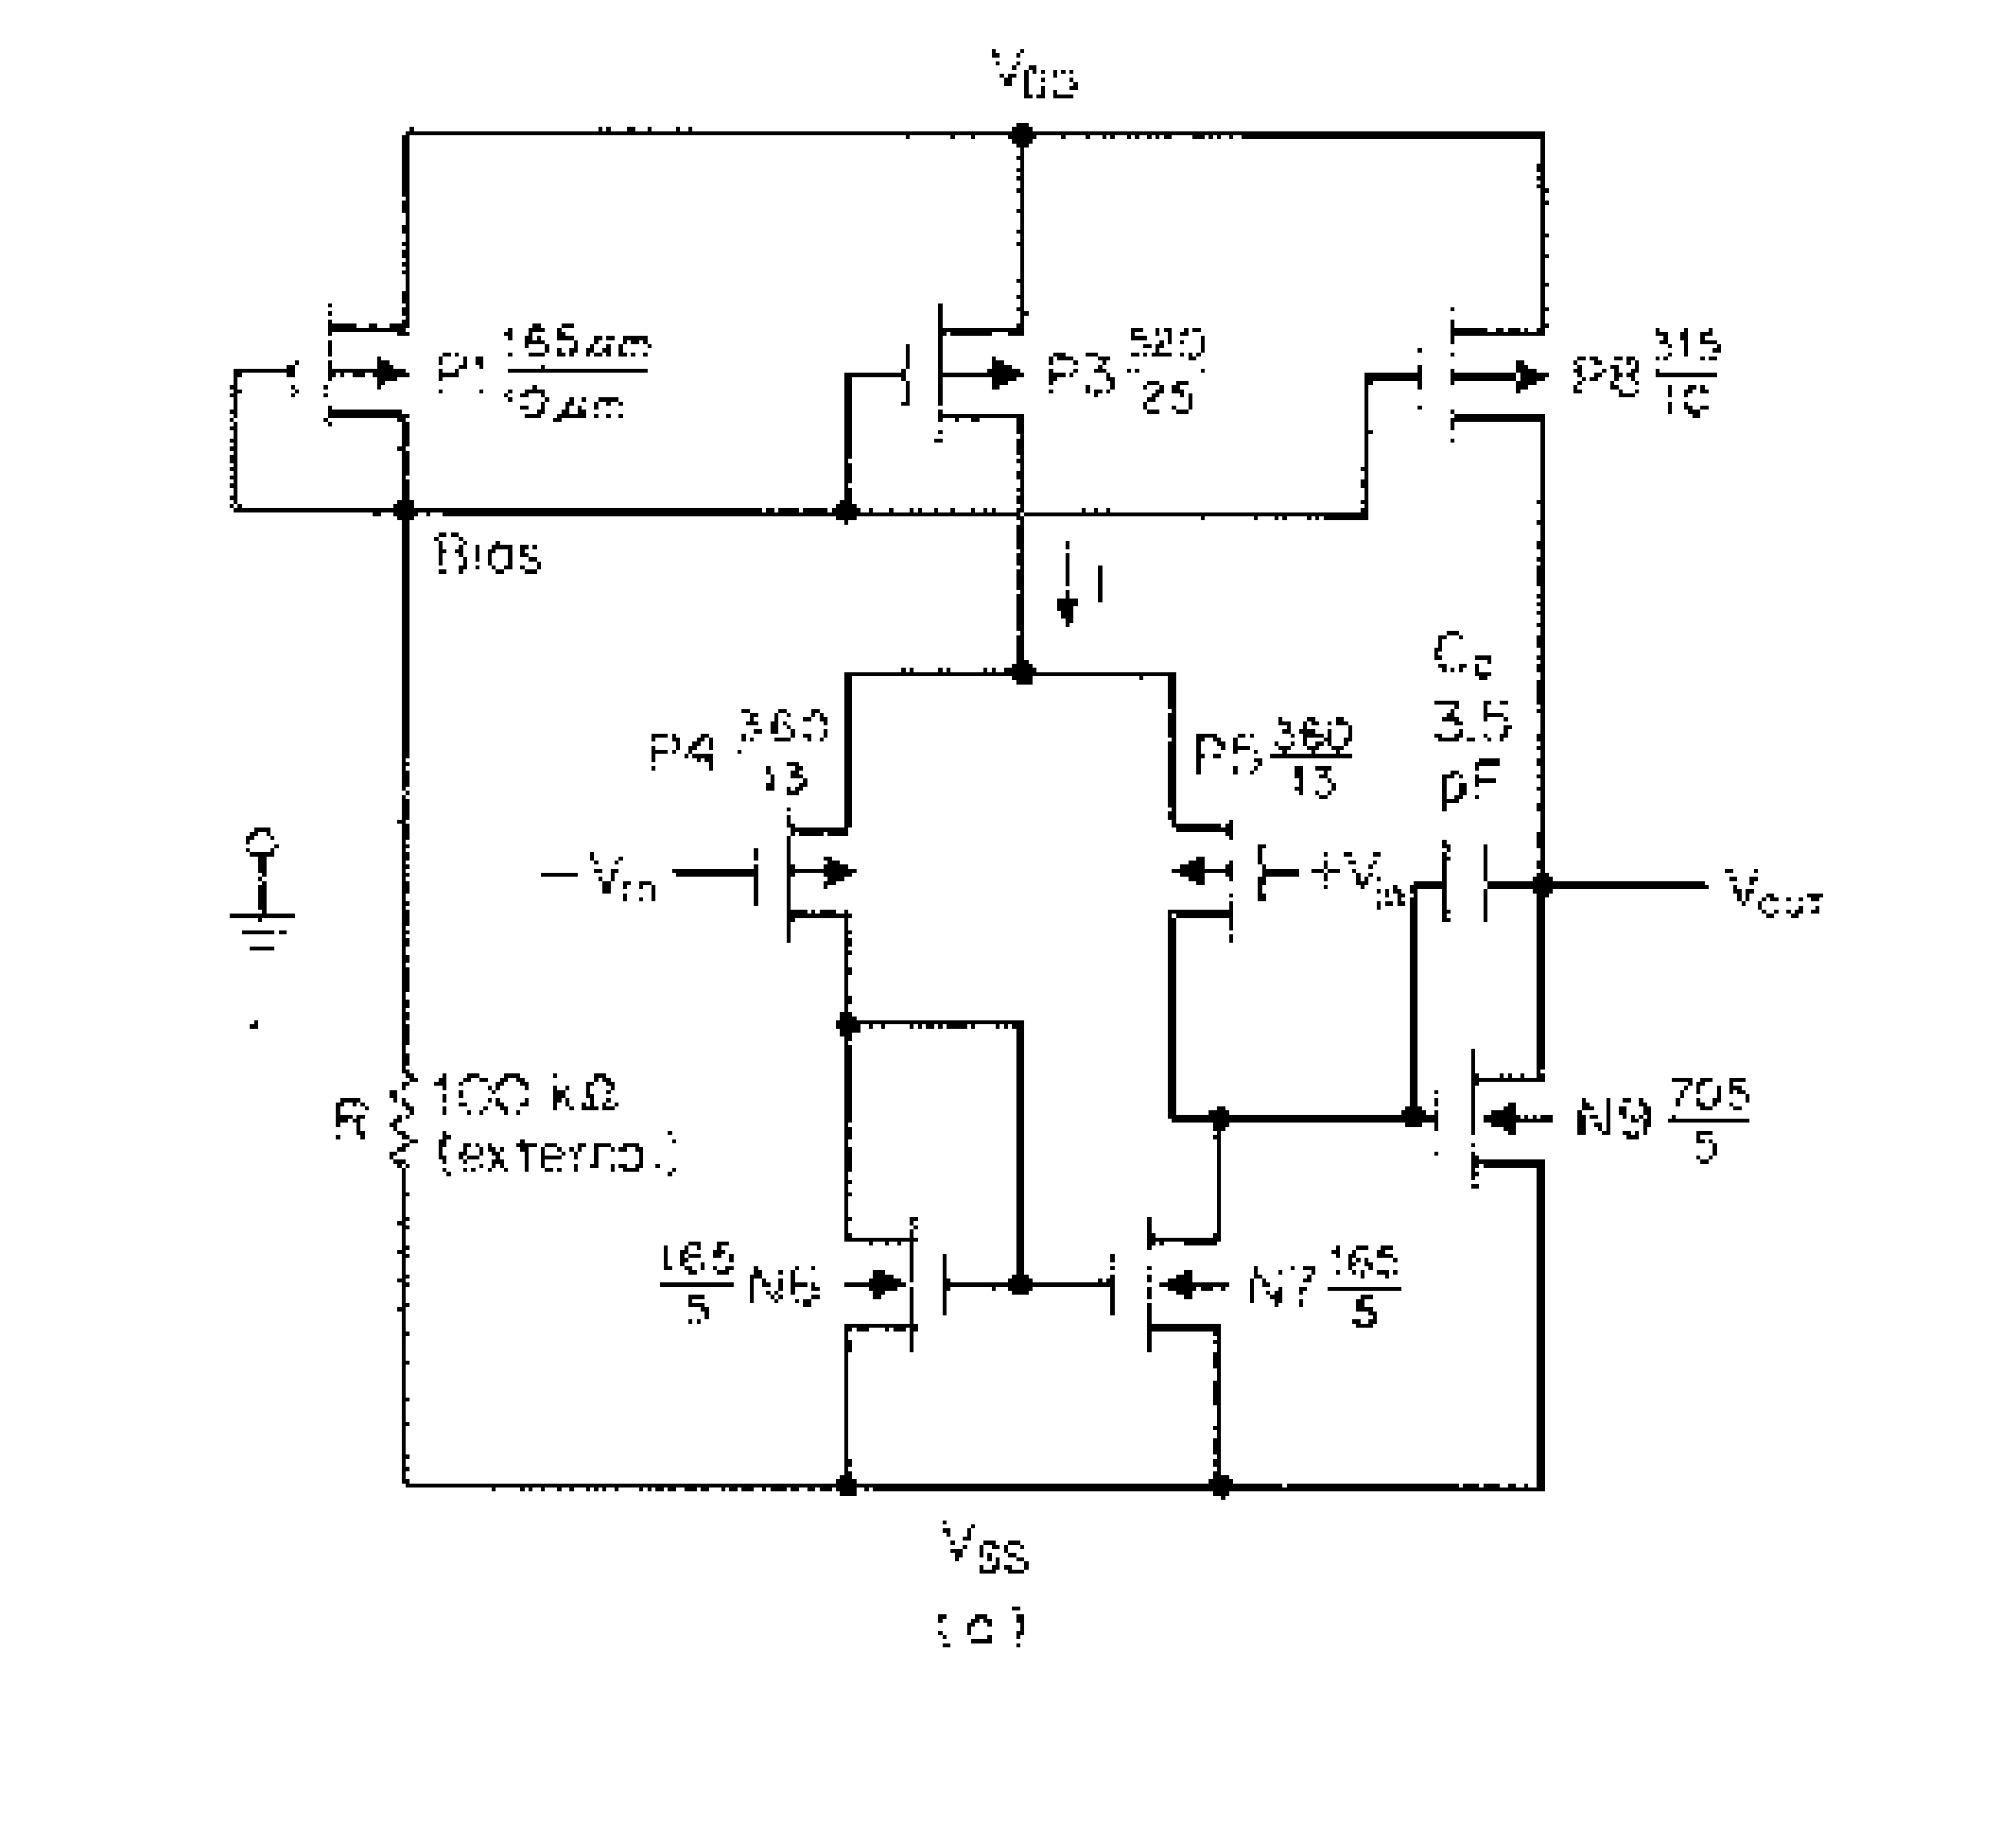 V_DD
P1 165 μm
10 μm
P3 520
25
P8 315
10
Bias
I
C_c
3.5
pF
P4 360
13
P5 360
13
− V_in
+V_in
V_OUT
R 100 kΩ
(external)
N9 705
5
165
5 N6
N7 165
5
V_SS